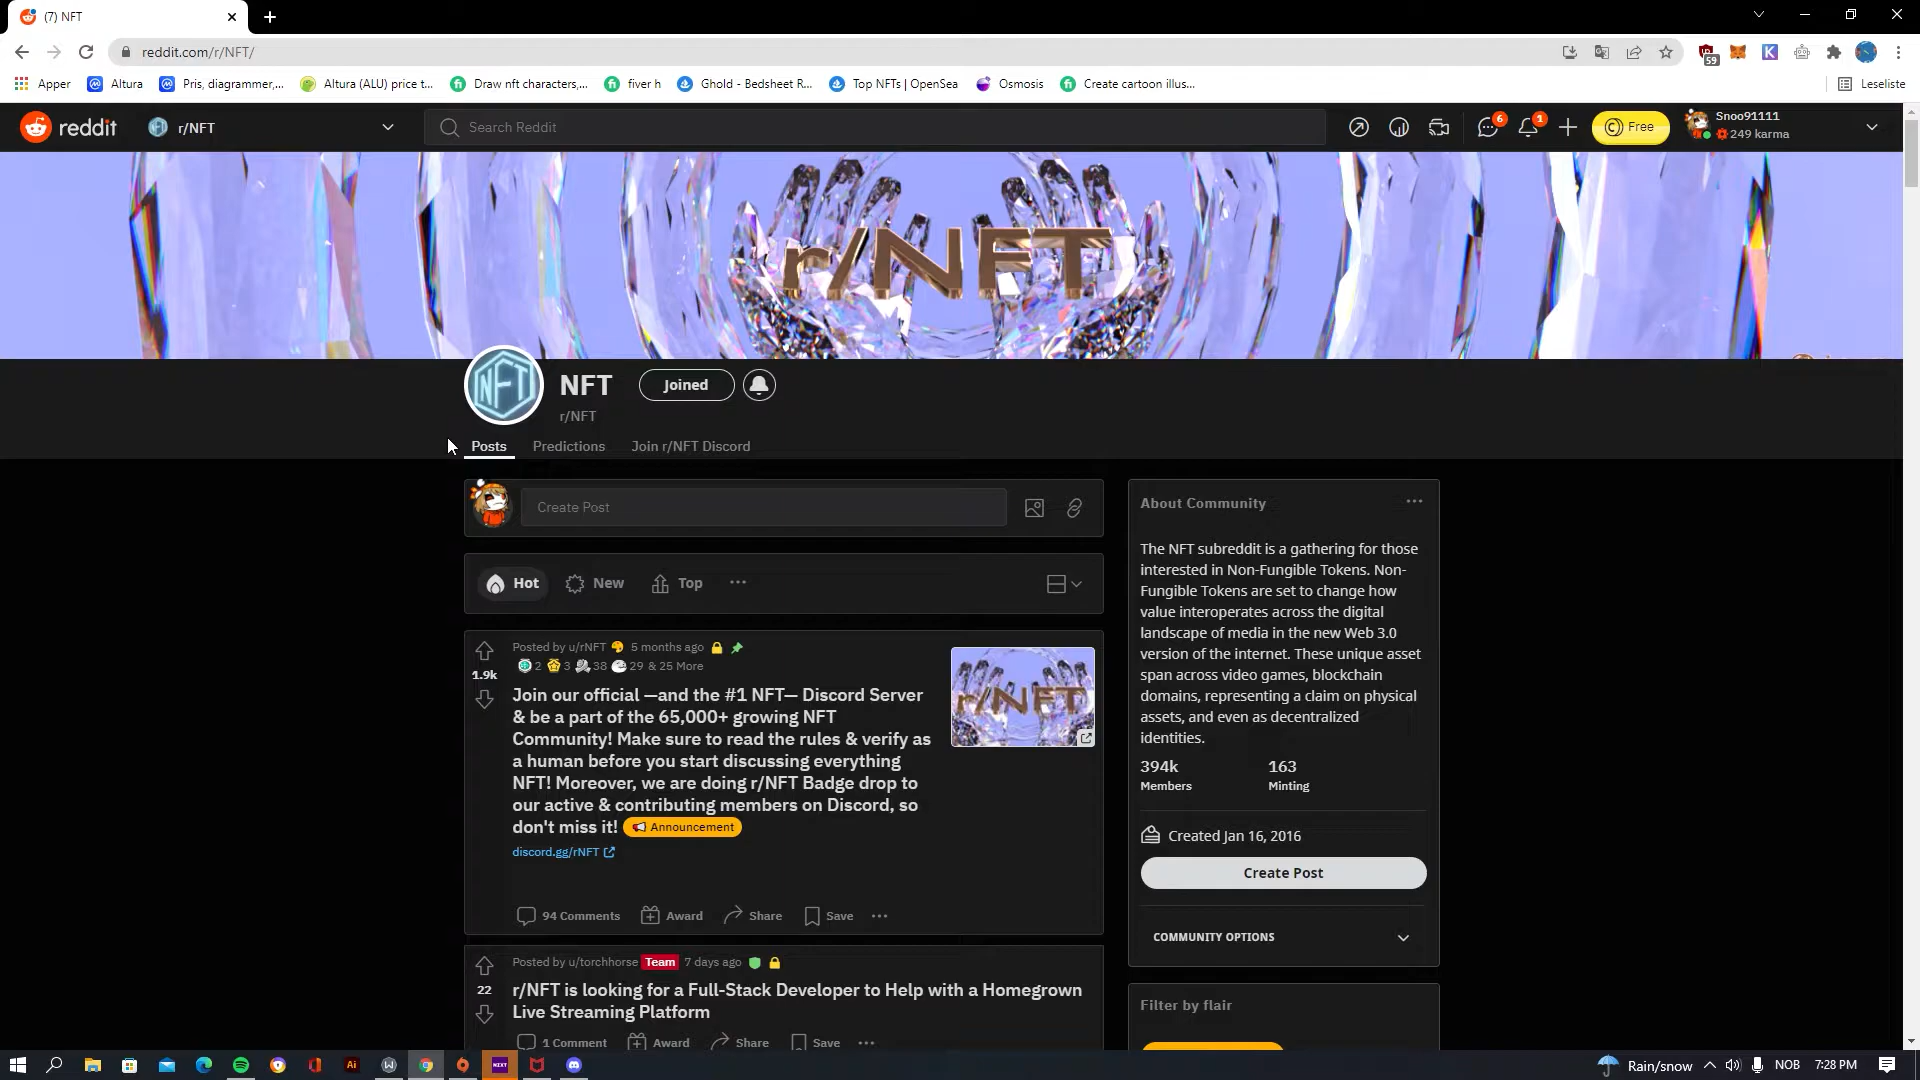 (7) NFT
reddit.com/r/NFT/
59
Apper
Altura
Pris, diagrammer,...
Altura (ALU) price t...
Draw nft characters,...
fiver h
Ghold - Bedsheet R...
Top NFTs | OpenSea
Osmosis
Create cartoon illus...
Leseliste
reddit
r/NFT
Search Reddit
6
1
Free
Snoo91111
249 karma
r/NFT
NFT
NFT
Joined
r/NFT
Posts
Predictions
Join r/NFT Discord
Create Post
Hot
New
Top
Posted by u/rNFT 5 months ago
2 3 38 29 & 25 More
1.9k
Join our official —and the #1 NFT— Discord Server
& be a part of the 65,000+ growing NFT
Community! Make sure to read the rules & verify as
a human before you start discussing everything
NFT! Moreover, we are doing r/NFT Badge drop to
our active & contributing members on Discord, so
don't miss it! Announcement
discord.gg/rNFT
r/NFT
94 Comments
Award
Share
Save
Posted by u/torchhorse Team 7 days ago
22
r/NFT is looking for a Full-Stack Developer to Help with a Homegrown
Live Streaming Platform
1 Comment
Award
Share
Save
About Community
The NFT subreddit is a gathering for those
interested in Non-Fungible Tokens. Non-
Fungible Tokens are set to change how
value interoperates across the digital
landscape of media in the new Web 3.0
version of the internet. These unique asset
span across video games, blockchain
domains, representing a claim on physical
assets, and even as decentralized
identities.
394k
Members
163
Minting
Created Jan 16, 2016
Create Post
COMMUNITY OPTIONS
Filter by flair
Ai
NEXT
Rain/snow
NOB
7:28 PM